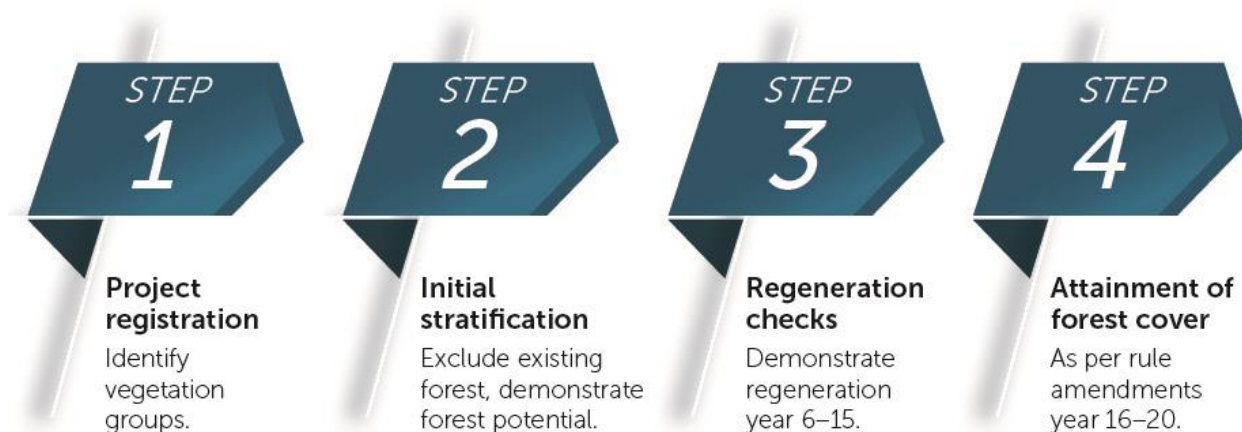 STEP
1
Project
registration
Identify
vegetation
groups.
STEP
2
Initial
stratification
Exclude existing
forest, demonstrate
forest potential.
STEP
3
Regeneration
checks
Demonstrate
regeneration
year 6–15.
STEP
4
Attainment of
forest cover
As per rule
amendments
year 16–20.